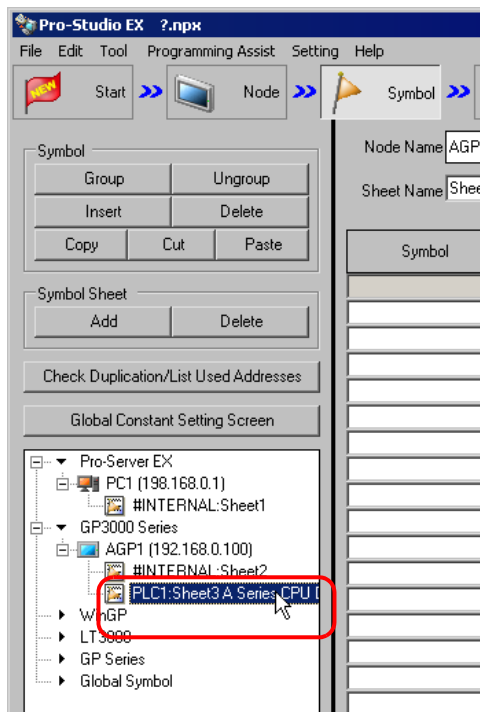 Pro-Studio EX ?.npx
File Edit Tool Programming Assist Setting Help
NEW Start Node Symbol
Symbol
Group Ungroup
Insert Delete
Copy Cut Paste
Symbol Sheet
Add Delete
Check Duplication/List Used Addresses
Global Constant Setting Screen
Pro-Server EX
PC1 (198.168.0.1)
#INTERNAL:Sheet1
GP3000 Series
AGP1 (192.168.0.100)
#INTERNAL:Sheet2
PLC1:Sheet3 A Series CPU
WinGP
LT3000
GP Series
Global Symbol
Node Name AGP
Sheet Name Shee
Symbol